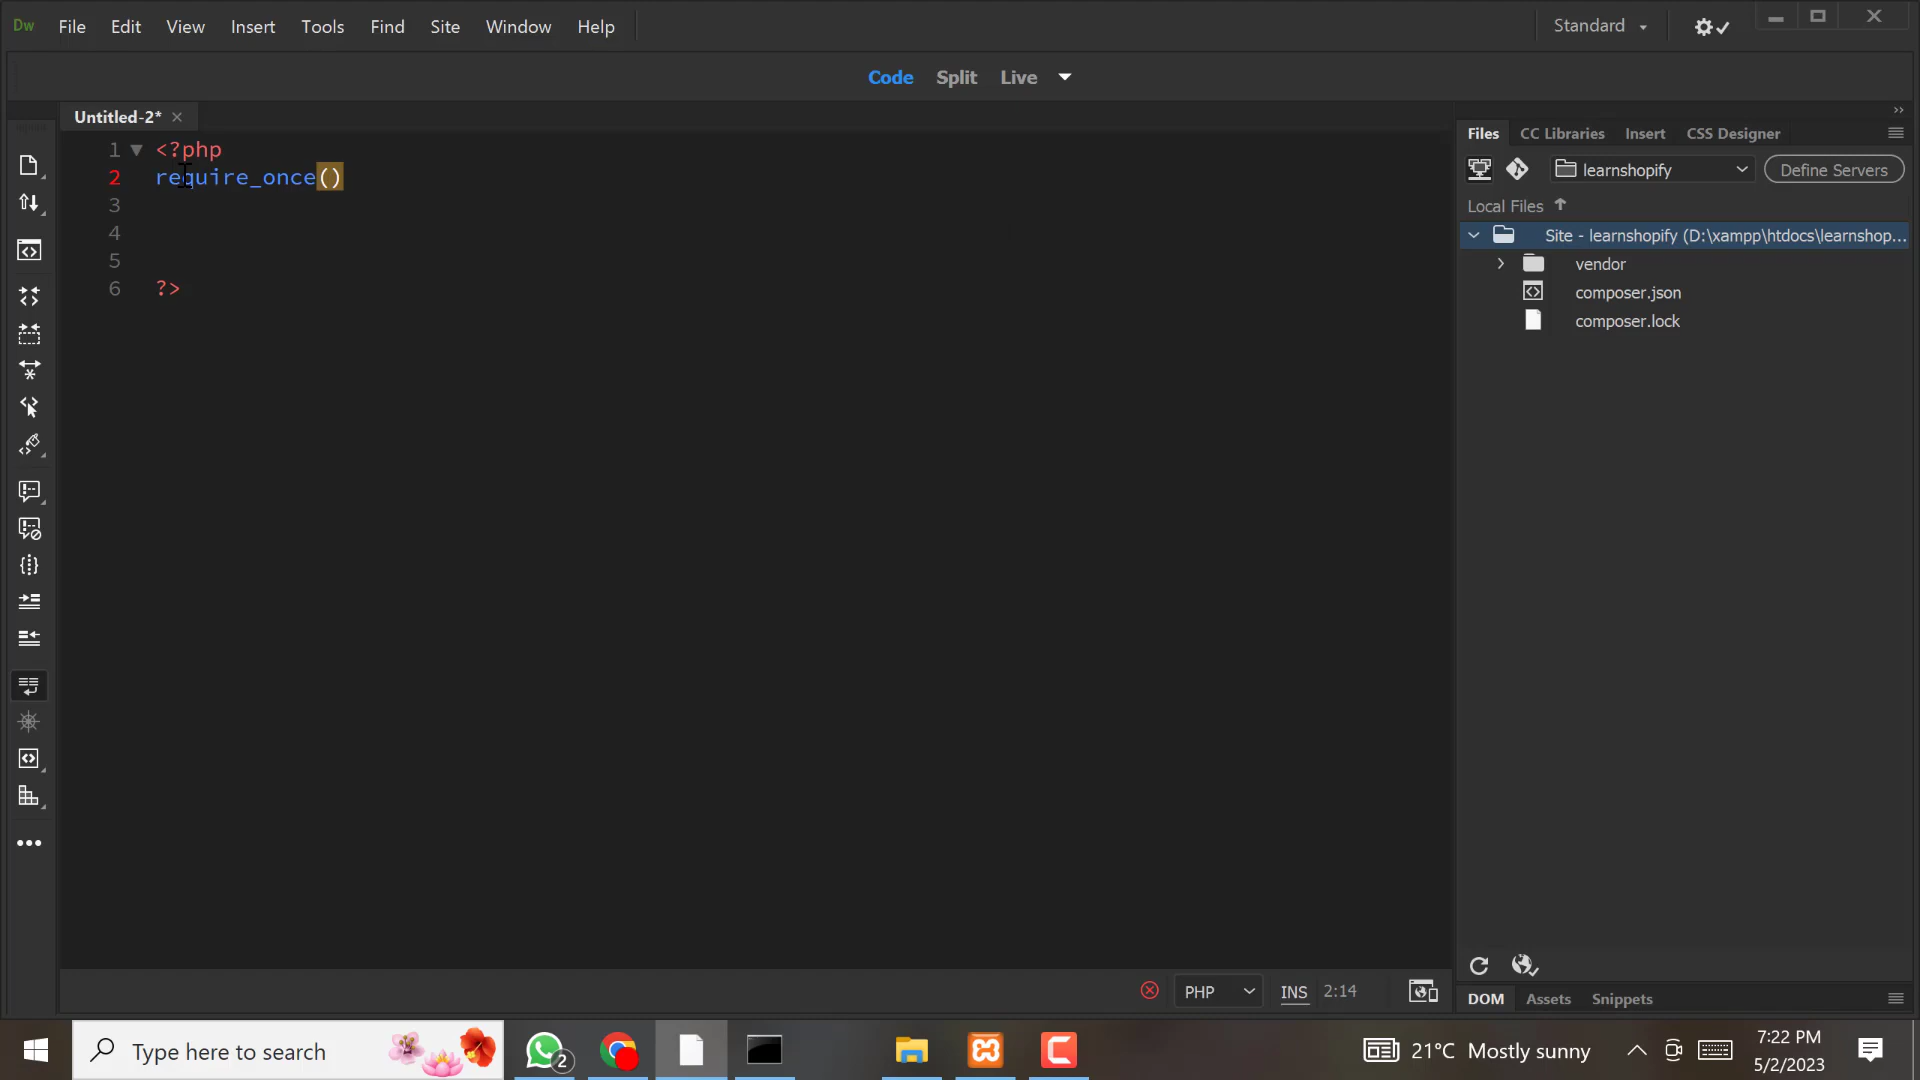 Dw File Edit View Insert Tools Find Site Window Help Standard
Code Split Live
Untitled-2*
1 <?php
2 require_once()
3
4
5
6 ?>
Files CC Libraries Insert CSS Designer
learnshopify Define Servers
Local Files
Site - learnshopify (D:\xampp\htdocs\learnshop...
vendor
composer.json
composer.lock
PHP INS 2:14
DOM Assets Snippets
Type here to search
2
21°C Mostly sunny
7:22 PM
5/2/2023